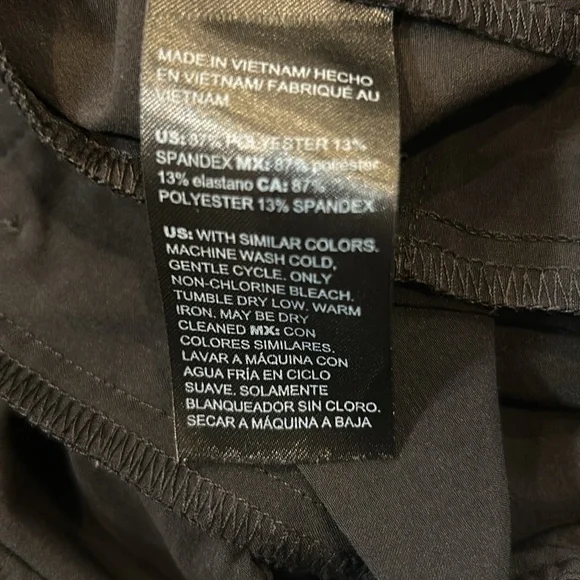 MADE IN VIETNAM/ HECHO
EN VIETNAM/ FABRIQUÉ AU
VIETNAM
US: 87% POLYESTER 13%
SPANDEX MX: 87% poliéster
13% elastano CA: 87%
POLYESTER 13% SPANDEX
US: WITH SIMILAR COLORS.
MACHINE WASH COLD,
GENTLE CYCLE. ONLY
NON-CHLORINE BLEACH.
TUMBLE DRY LOW. WARM
IRON. MAY BE DRY
CLEANED MX: CON
COLORES SIMILARES.
LAVAR A MÁQUINA CON
AGUA FRÍA EN CICLO
SUAVE. SOLAMENTE
BLANQUEADOR SIN CLORO.
SECAR A MÁQUINA A BAJA